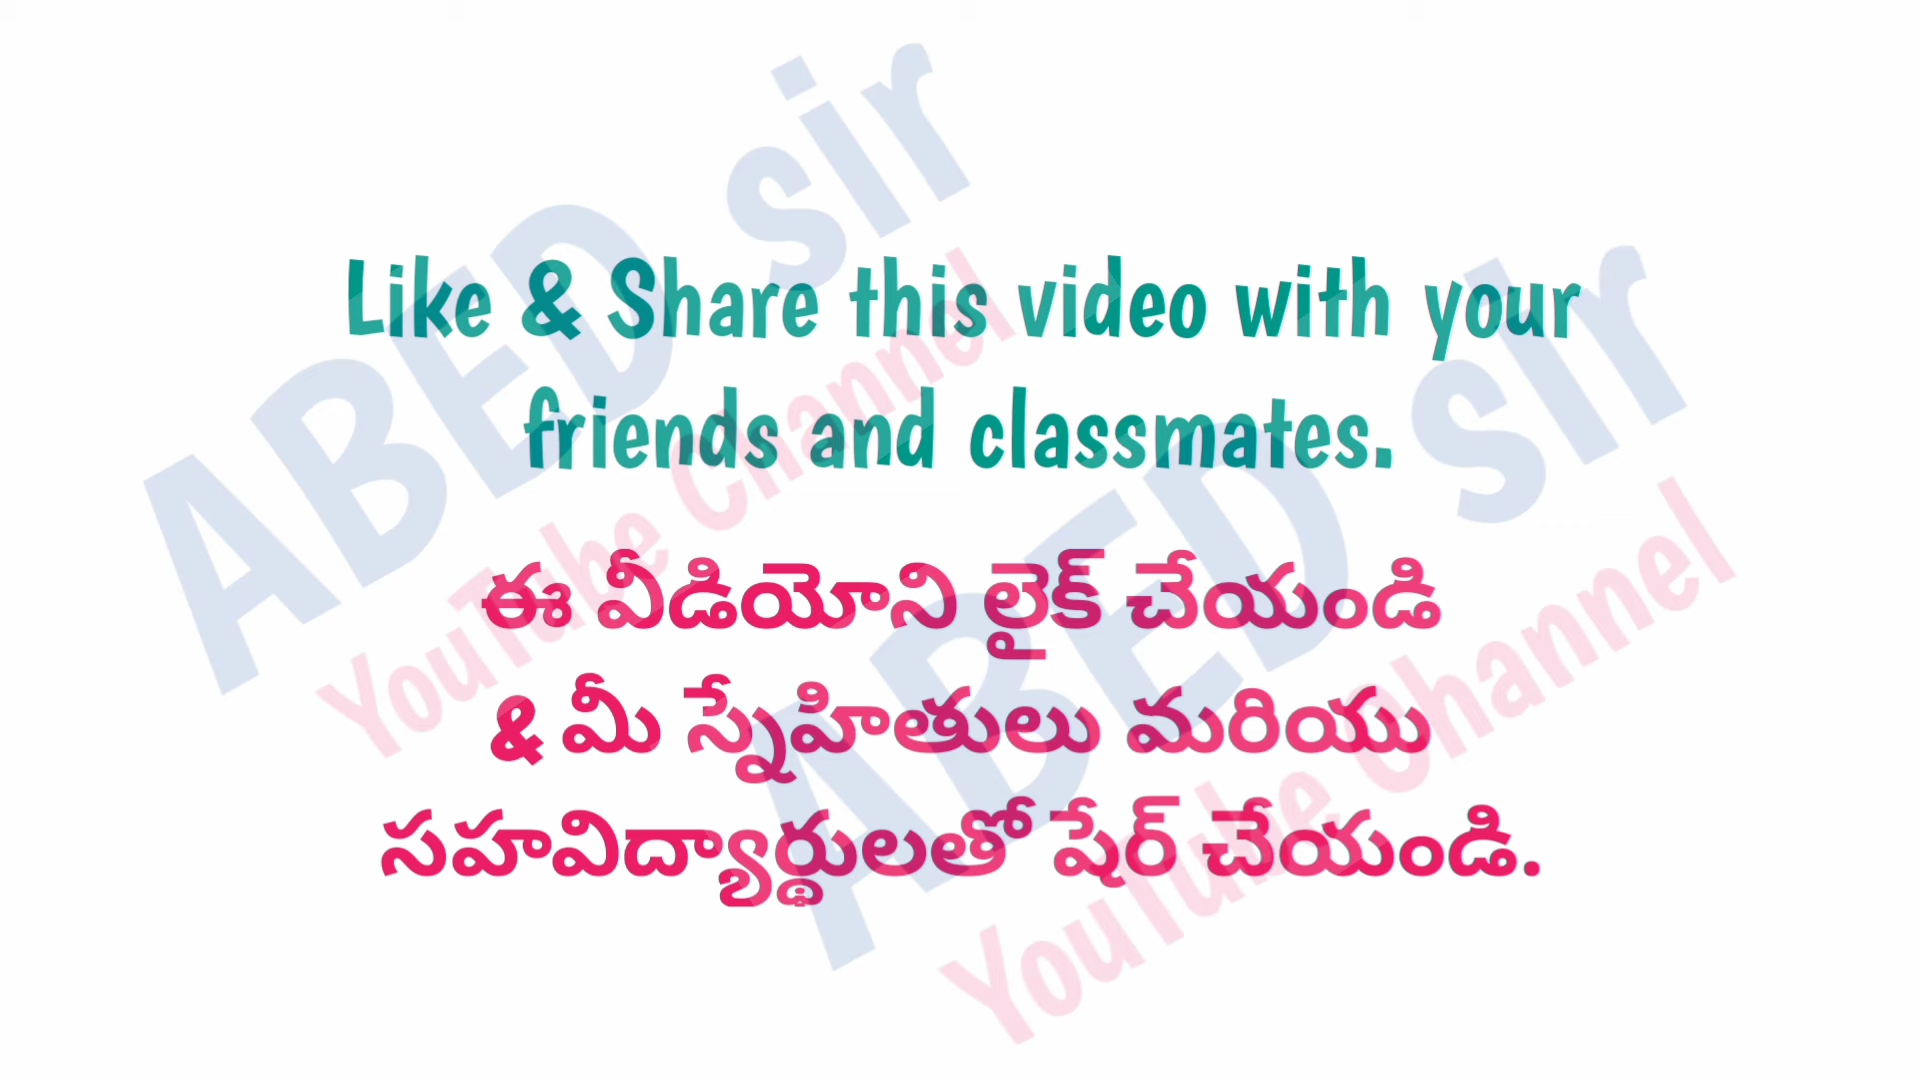 Like & Share this video with your
friends and classmates.
ఈ వీడియోని లైక్ చేయండి
& మీ స్నేహితులు మరియు
సహవిద్యార్థులతో షేర్ చేయండి.
ABED sir
YouTube Channel
ABED sir
YouTube Channel